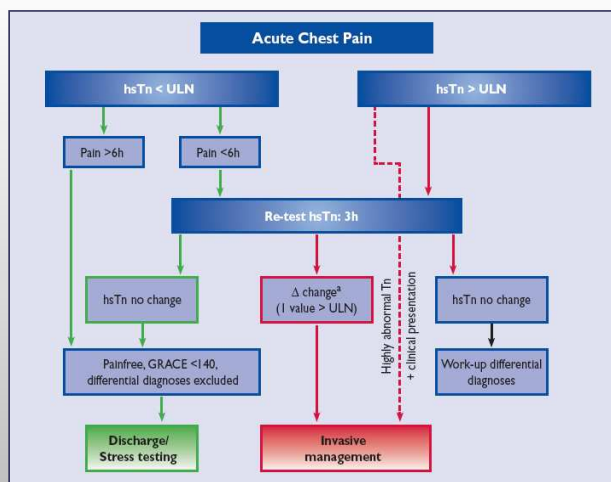 Acute Chest Pain
hsTn < ULN
hsTn > ULN
Pain >6h
Pain <6h
Re-test hsTn: 3h
hsTn no change
Δ changeª
(1 value > ULN)
Highly abnormal Tn
+ clinical presentation
hsTn no change
Painfree, GRACE <140,
differential diagnoses excluded
Work-up differential
diagnoses
Discharge/
Stress testing
Invasive
management